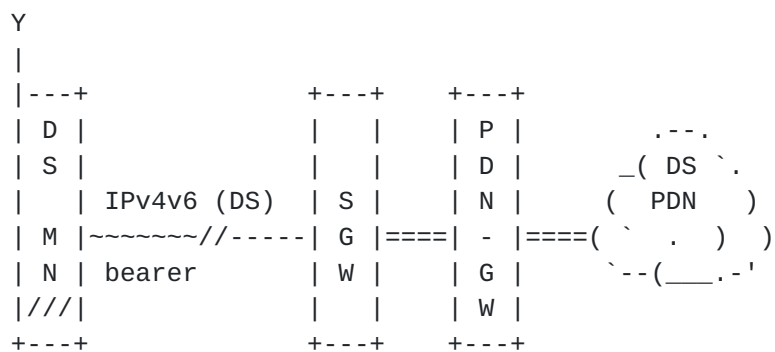 Y
|
|---+                +---+     +---+
| D |                |   |     | P |         .--.
| S |                |   |     | D |       _( DS `.
|   | IPv4v6 (DS)  | S |     | N |      (   PDN    )
| M |~~~~~~~//-----| G |====| - |====( `   .   )  )
| N | bearer       | W |     | G |      `--(___.-'
|///|                |   |     | W |
+---+                +---+     +---+